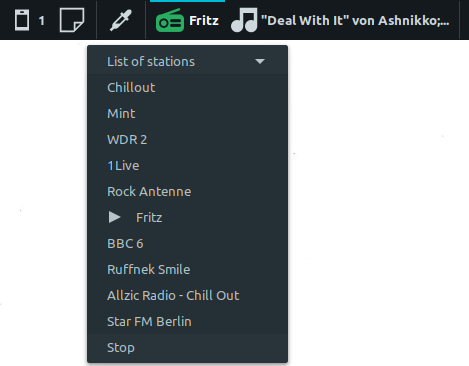 1 Fritz "Deal With It" von Ashnikko;...
List of stations
Chillout
Mint
WDR 2
1Live
Rock Antenne
Fritz
BBC 6
Ruffnek Smile
Allzic Radio - Chill Out
Star FM Berlin
Stop